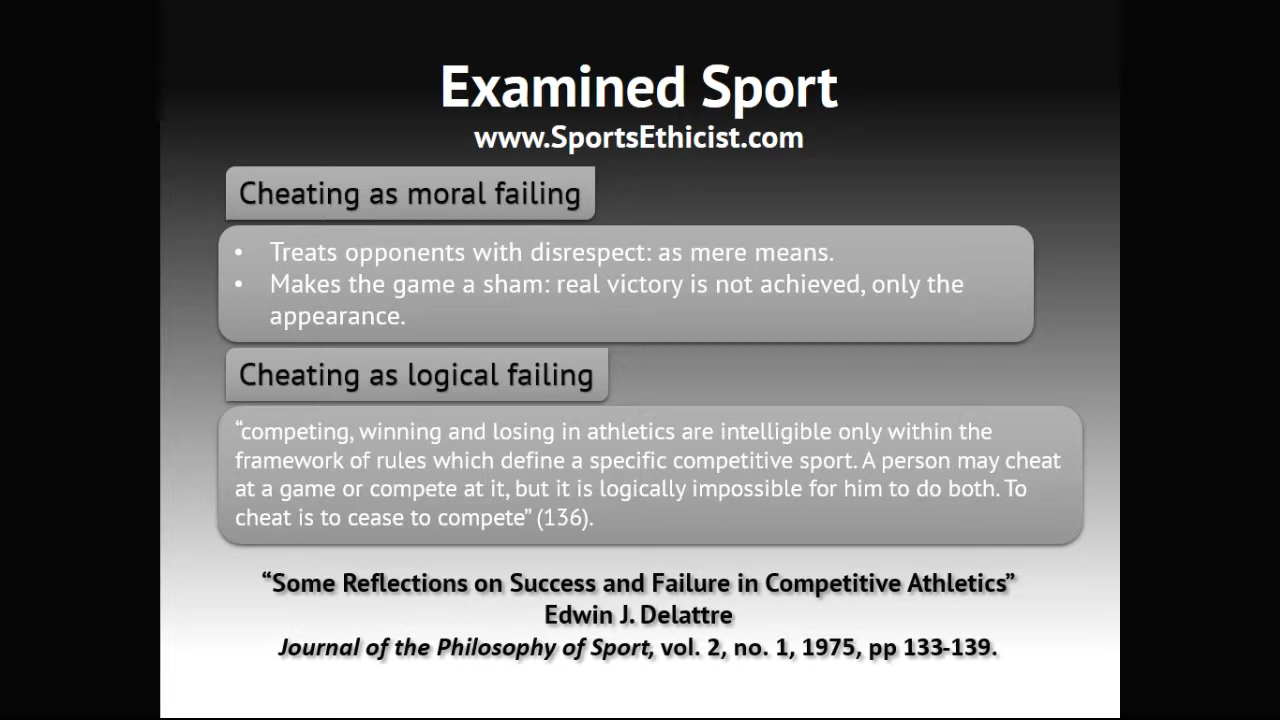 Examined Sport
www.SportsEthicist.com
Cheating as moral failing
• Treats opponents with disrespect: as mere means.
• Makes the game a sham: real victory is not achieved, only the
appearance.
Cheating as logical failing
“competing, winning and losing in athletics are intelligible only within the
framework of rules which define a specific competitive sport. A person may cheat
at a game or compete at it, but it is logically impossible for him to do both. To
cheat is to cease to compete” (136).
“Some Reflections on Success and Failure in Competitive Athletics”
Edwin J. Delattre
Journal of the Philosophy of Sport, vol. 2, no. 1, 1975, pp 133-139.